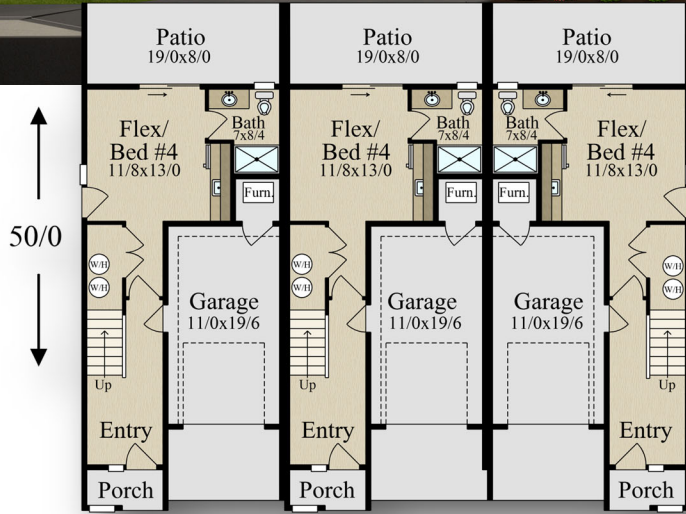 Patio
19/0x8/0
Patio
19/0x8/0
Patio
19/0x8/0
Flex/
Bed #4
11/8x13/0
Bath
7x8/4
Flex/
Bed #4
11/8x13/0
Bath
7x8/4
Bath
7x8/4
Flex/
Bed #4
11/8x13/0
Furn.
Furn.
Furn.
50/0
W/H
W/H
W/H
W/H
W/H
W/H
Garage
11/0x19/6
Garage
11/0x19/6
Garage
11/0x19/6
Up
Up
Up
Entry
Entry
Entry
Porch
Porch
Porch